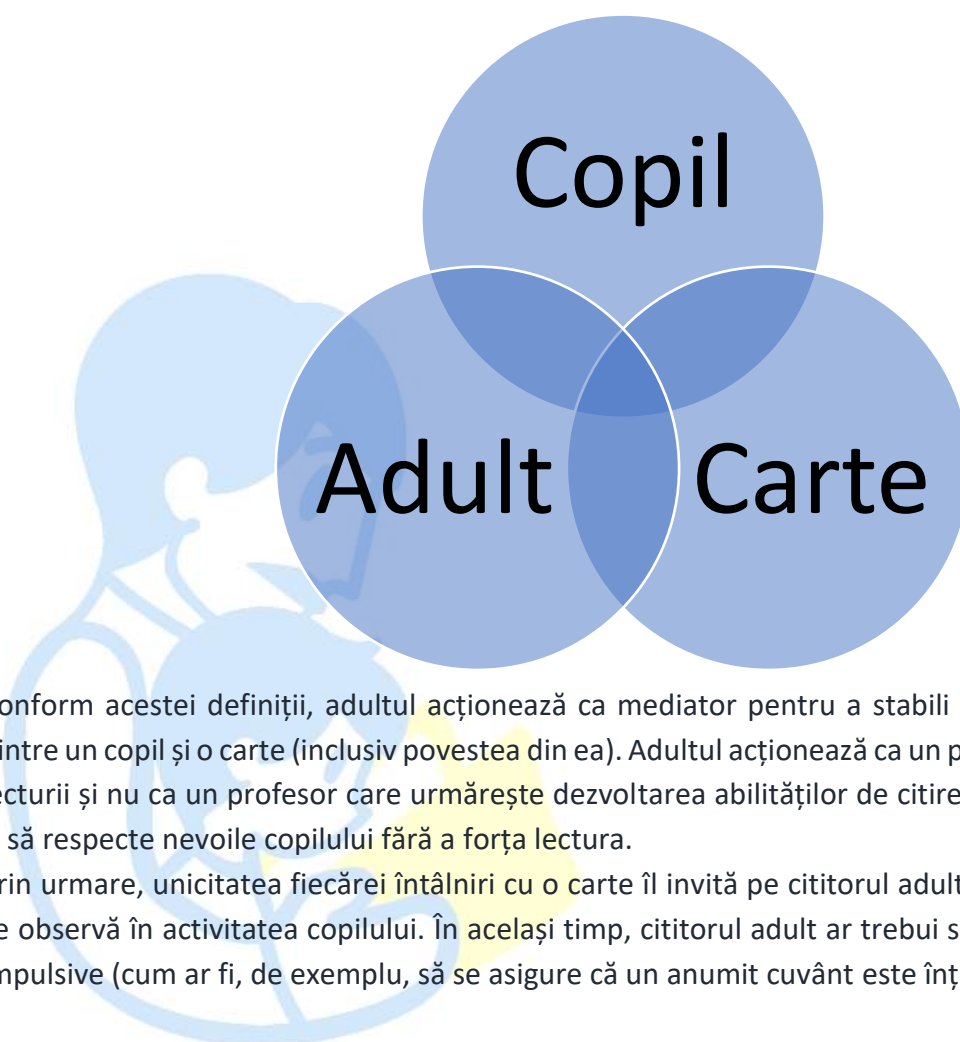 Copil
Adult Carte
onform acestei definiții, adultul acționează ca mediator pentru a stabili
între un copil și o carte (inclusiv povestea din ea). Adultul acționează ca un p
ecturii și nu ca un profesor care urmărește dezvoltarea abilităților de citire
să respecte nevoile copilului fără a forța lectura.
rin urmare, unicitatea fiecărei întâlniri cu o carte îl invită pe cititorul adult
e observă în activitatea copilului. În același timp, cititorul adult ar trebui s
mpulsive (cum ar fi, de exemplu, să se asigure că un anumit cuvânt este înț